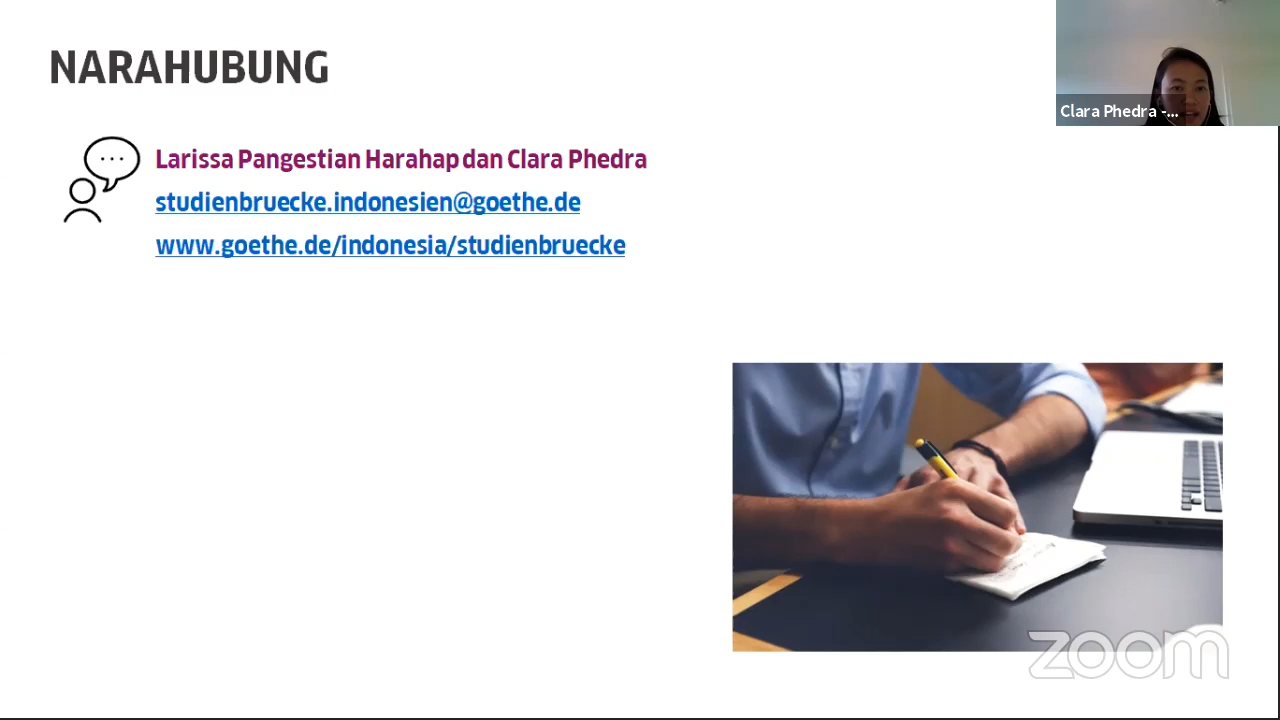 NARAHUBUNG
Clara Phedra -...
Larissa Pangestian Harahap dan Clara Phedra
studienbruecke.indonesien@goethe.de
www.goethe.de/indonesia/studienbruecke
zoom